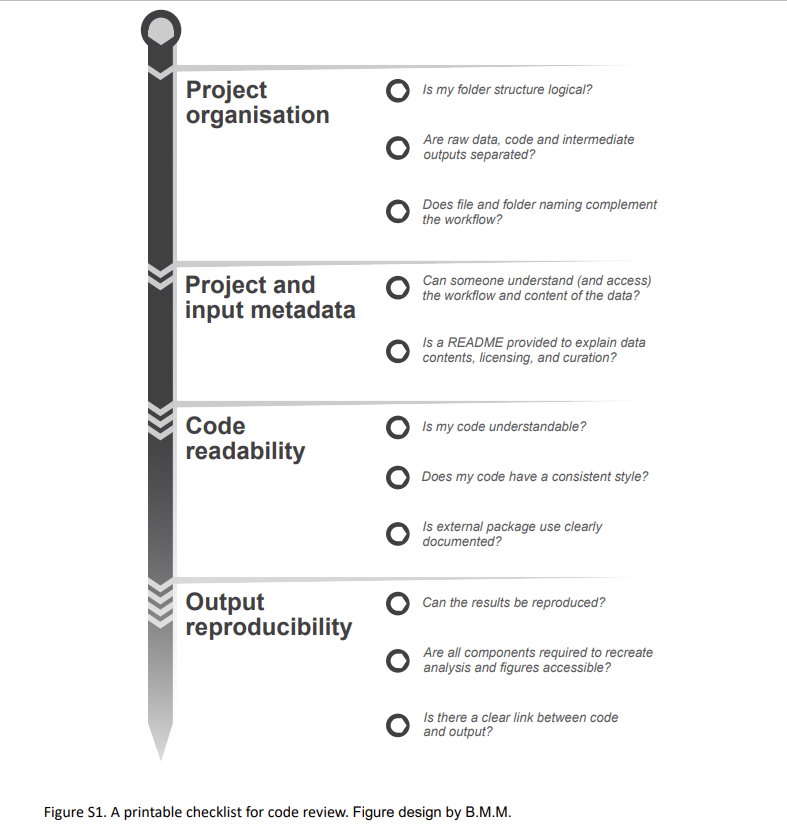 Project
organisation
Is my folder structure logical?
Are raw data, code and intermediate
outputs separated?
Does file and folder naming complement
the workflow?
Project and
input metadata
Can someone understand (and access)
the workflow and content of the data?
Is a README provided to explain data
contents, licensing, and curation?
Code
readability
Is my code understandable?
Does my code have a consistent style?
Is external package use clearly
documented?
Output
reproducibility
Can the results be reproduced?
Are all components required to recreate
analysis and figures accessible?
Is there a clear link between code
and output?
Figure S1. A printable checklist for code review. Figure design by B.M.M.